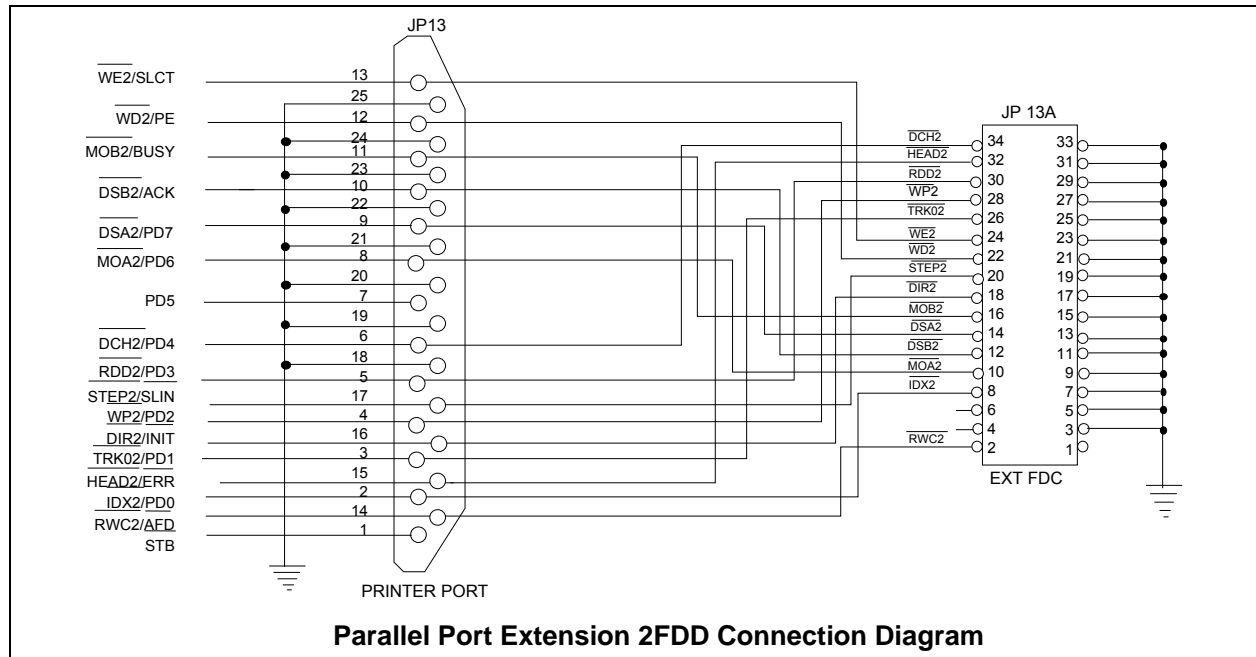 JP13
WE2/SLCT 13
25
WD2/PE 12
24
MOB2/BUSY 11
23
DSB2/ACK 10
22
DSA2/PD7 9
21
MOA2/PD6 8
20
PD5 7
19
DCH2/PD4 6
18
RDD2/PD3 5
STEP2/SLIN 17
WP2/PD2 4
DIR2/INIT 16
TRK02/PD1 3
HEAD2/ERR 15
IDX2/PD0 2
RWC2/AFD 14
STB 1
PRINTER PORT
JP 13A
DCH2 34 33
HEAD2 32 31
RDD2 30 29
WP2 28 27
TRK02 26 25
WE2 24 23
WD2 22 21
STEP2 20 19
DIR2 18 17
MOB2 16 15
DSA2 14 13
DSB2 12 11
MOA2 10 9
IDX2 8 7
6 5
4 3
RWC2 2 1
EXT FDC
Parallel Port Extension 2FDD Connection Diagram